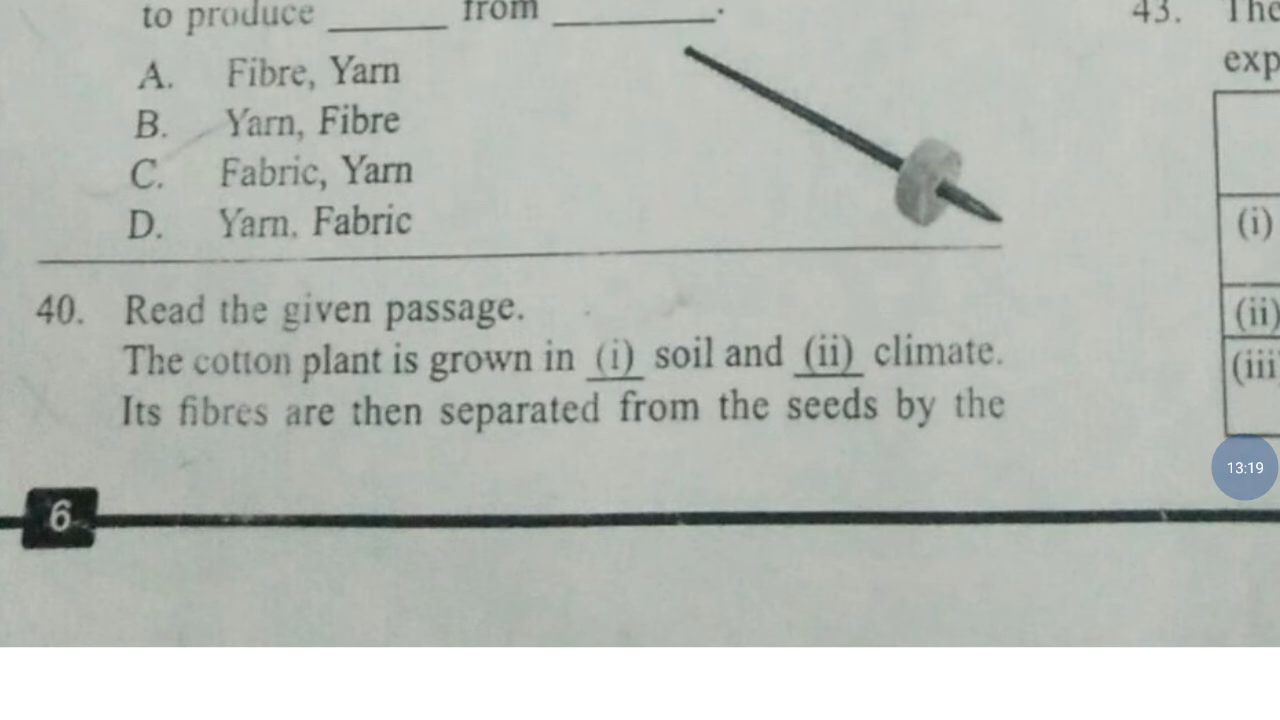 to produce ______ from ______.
A. Fibre, Yarn
B. Yarn, Fibre
C. Fabric, Yarn
D. Yarn. Fabric
40. Read the given passage.
The cotton plant is grown in (i) soil and (ii) climate.
Its fibres are then separated from the seeds by the
6
43. The
exp
(i)
(ii)
(iii
13:19